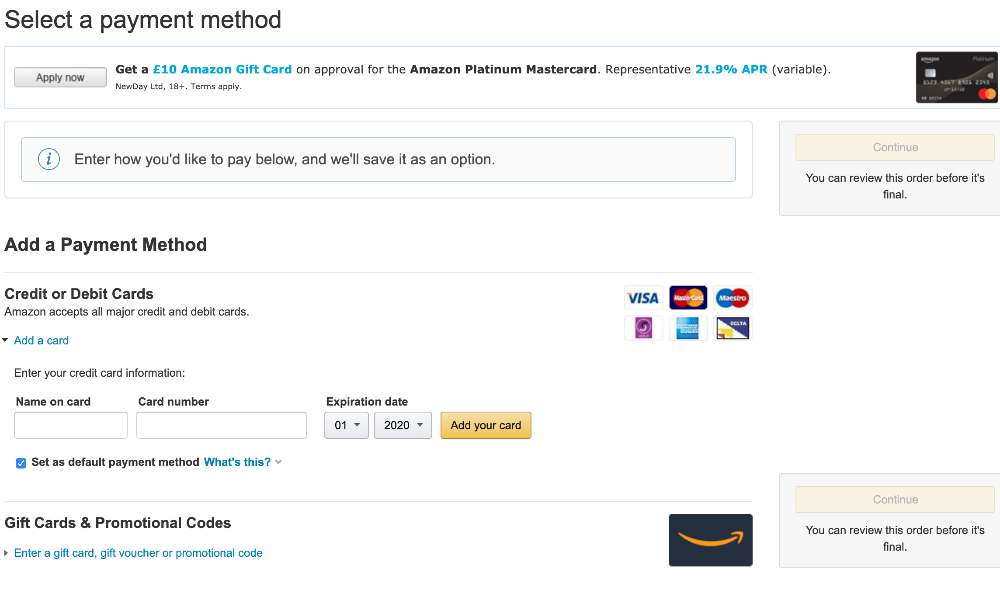 Select a payment method
Apply now
Get a £10 Amazon Gift Card on approval for the Amazon Platinum Mastercard. Representative 21.9% APR (variable).
NewDay Ltd, 18+. Terms apply.
amazon Platinum
0123 4567 8901 2345
12/22
MR SMITH
i Enter how you'd like to pay below, and we'll save it as an option.
Continue
You can review this order before it's
final.
Add a Payment Method
Credit or Debit Cards
Amazon accepts all major credit and debit cards.
VISA MasterCard Maestro
SOLO AMERICAN EXPRESS DELTA
Add a card
Enter your credit card information:
Name on card Card number Expiration date
01 2020 Add your card
Set as default payment method What's this?
Continue
You can review this order before it's
final.
Gift Cards & Promotional Codes
Enter a gift card, gift voucher or promotional code